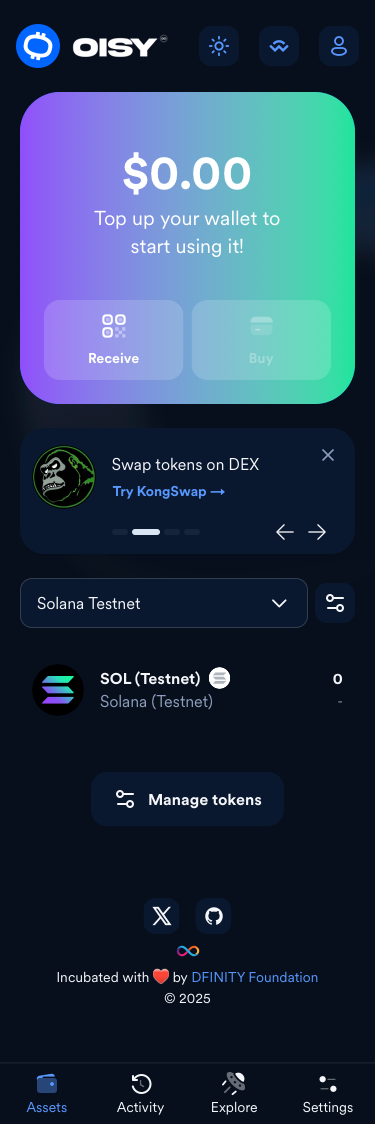 OISY
$0.00
Top up your wallet to
start using it!
Receive
Buy
Swap tokens on DEX
Try KongSwap →
Solana Testnet
SOL (Testnet)
0
Solana (Testnet)
-
Manage tokens
Incubated with ❤️ by DFINITY Foundation
© 2025
Assets
Activity
Explore
Settings